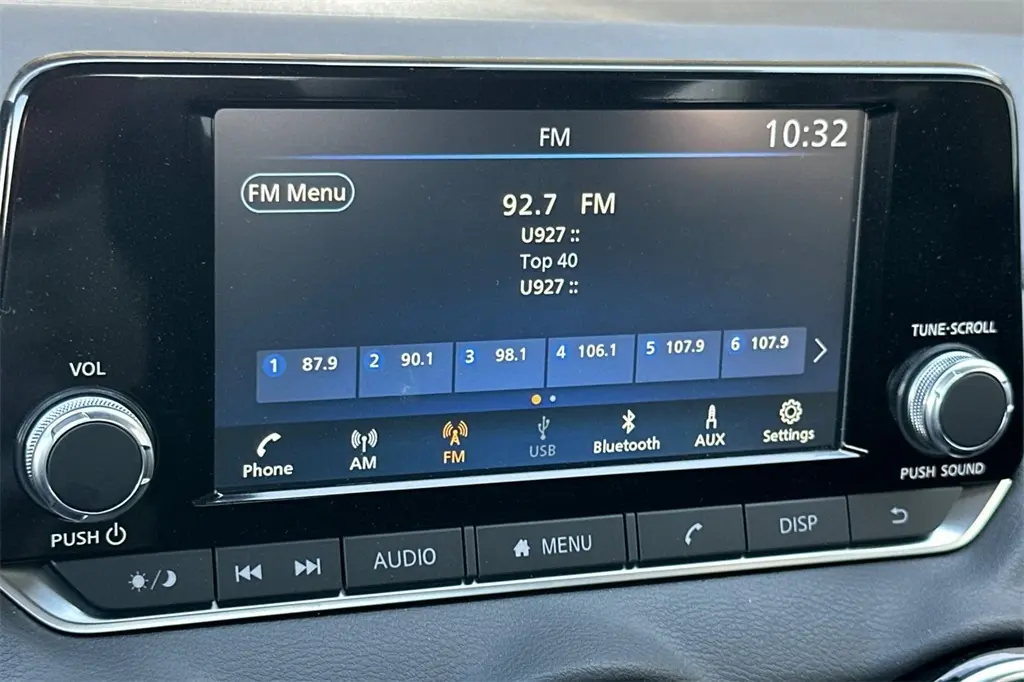 FM
10:32
FM Menu
92.7 FM
U927 ::
Top 40
U927 ::
1 87.9 2 90.1 3 98.1 4 106.1 5 107.9 6 107.9
Phone AM FM USB Bluetooth AUX Settings
VOL
PUSH
TUNE·SCROLL
PUSH SOUND
AUDIO MENU DISP